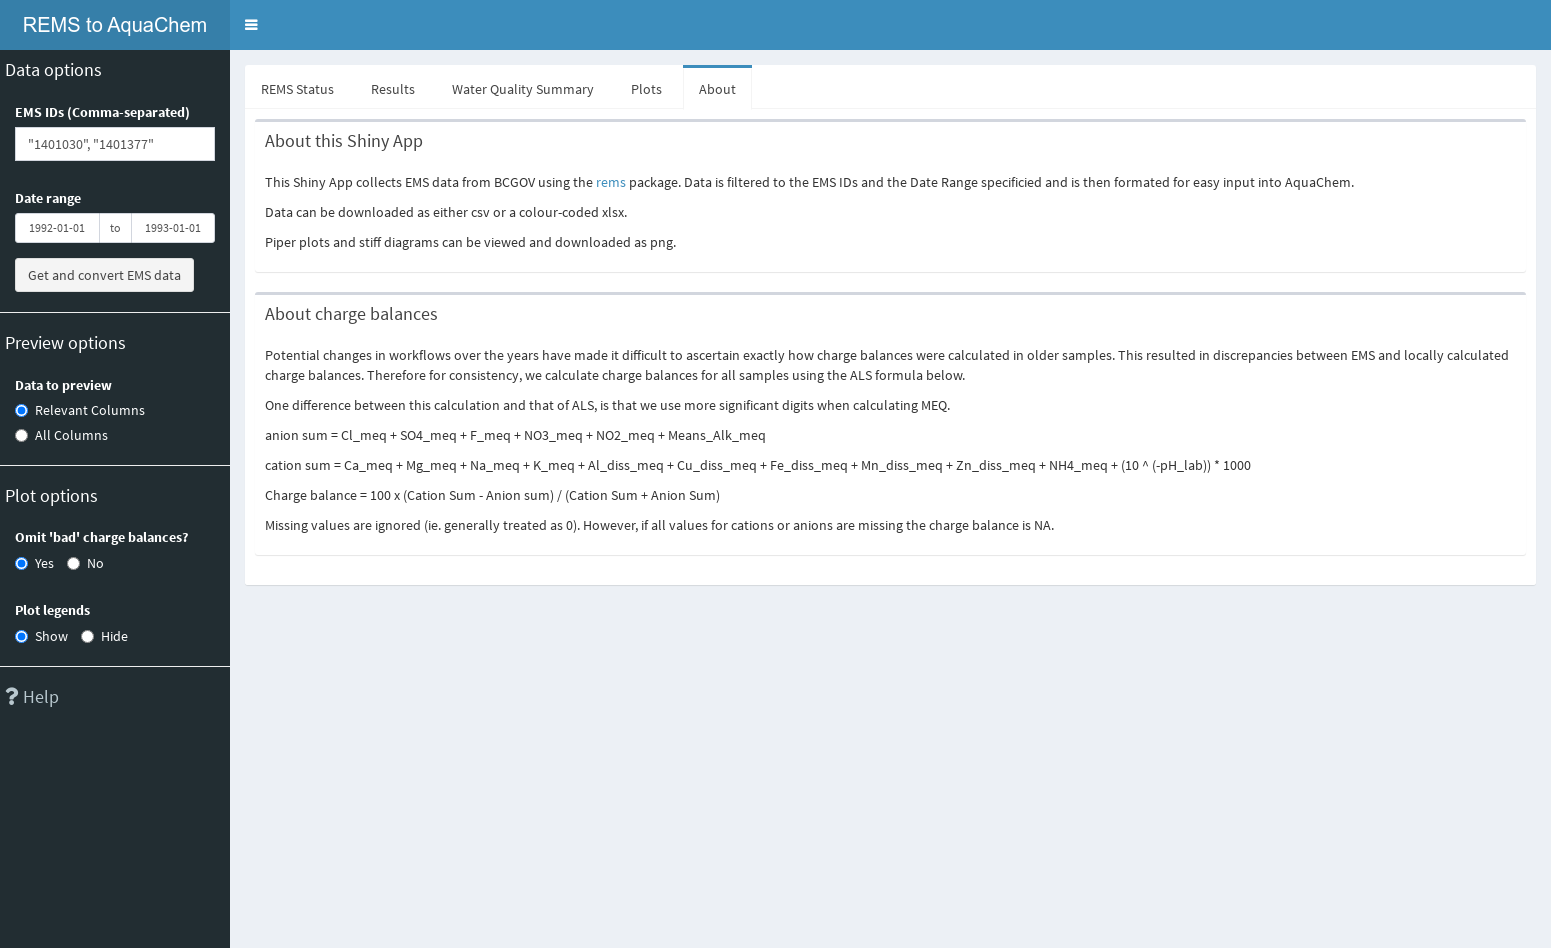 REMS to AquaChem
Data options
EMS IDs (Comma-separated)
"1401030", "1401377"
Date range
1992-01-01 to 1993-01-01
Get and convert EMS data
Preview options
Data to preview
Relevant Columns
All Columns
Plot options
Omit 'bad' charge balances?
Yes No
Plot legends
Show Hide
Help
REMS Status Results Water Quality Summary Plots About
About this Shiny App
This Shiny App collects EMS data from BCGOV using the rems package. Data is filtered to the EMS IDs and the Date Range specificied and is then formated for easy input into AquaChem.
Data can be downloaded as either csv or a colour-coded xlsx.
Piper plots and stiff diagrams can be viewed and downloaded as png.
About charge balances
Potential changes in workflows over the years have made it difficult to ascertain exactly how charge balances were calculated in older samples. This resulted in discrepancies between EMS and locally calculated
charge balances. Therefore for consistency, we calculate charge balances for all samples using the ALS formula below.
One difference between this calculation and that of ALS, is that we use more significant digits when calculating MEQ.
anion sum = Cl_meq + SO4_meq + F_meq + NO3_meq + NO2_meq + Means_Alk_meq
cation sum = Ca_meq + Mg_meq + Na_meq + K_meq + Al_diss_meq + Cu_diss_meq + Fe_diss_meq + Mn_diss_meq + Zn_diss_meq + NH4_meq + (10 ^ (-pH_lab)) * 1000
Charge balance = 100 x (Cation Sum - Anion sum) / (Cation Sum + Anion Sum)
Missing values are ignored (ie. generally treated as 0). However, if all values for cations or anions are missing the charge balance is NA.